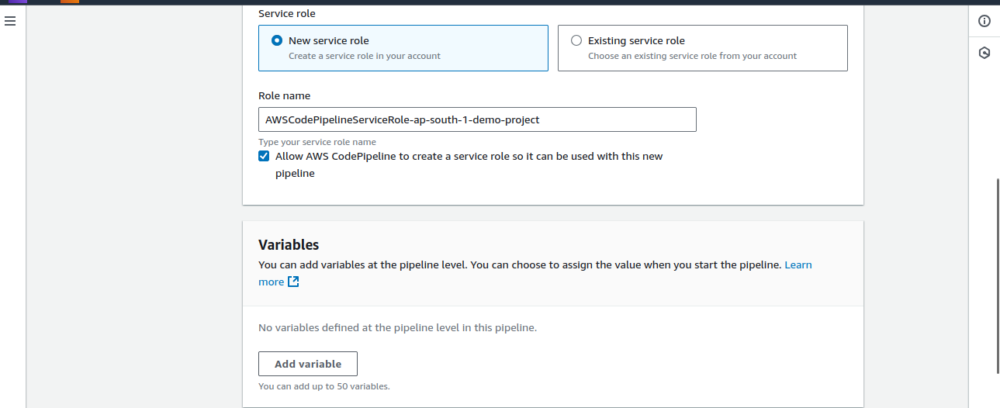 Service role
New service role
Create a service role in your account
Existing service role
Choose an existing service role from your account
Role name
AWSCodePipelineServiceRole-ap-south-1-demo-project
Type your service role name
Allow AWS CodePipeline to create a service role so it can be used with this new
pipeline
Variables
You can add variables at the pipeline level. You can choose to assign the value when you start the pipeline. Learn
more
No variables defined at the pipeline level in this pipeline.
Add variable
You can add up to 50 variables.